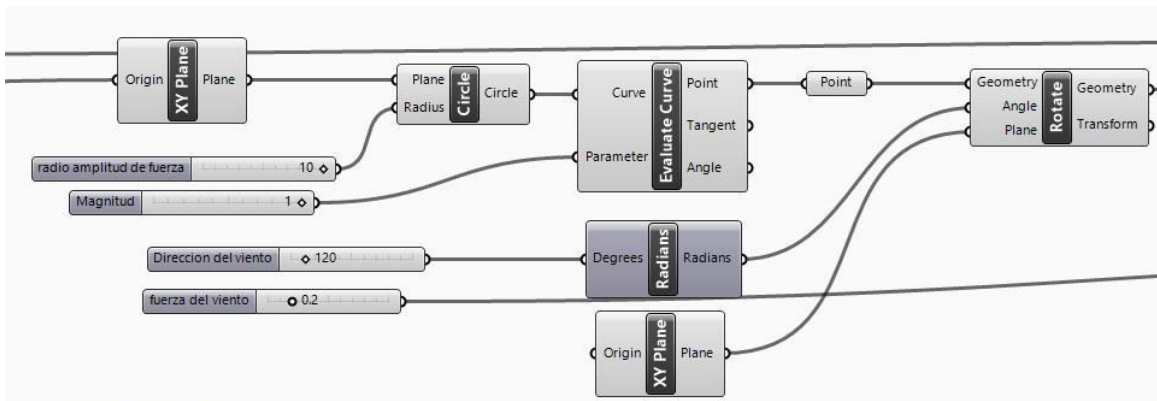 Origin
XY Plane
Plane
Plane
Radius
Circle
Circle
Curve
Parameter
Evaluate Curve
Point
Tangent
Angle
Point
Geometry
Angle
Plane
Rotate
Geometry
Transform
radio amplitud de fuerza 10
Magnitud 1
Direccion del viento 120
Degrees
Radians
Radians
fuerza del viento 0.2
Origin
XY Plane
Plane